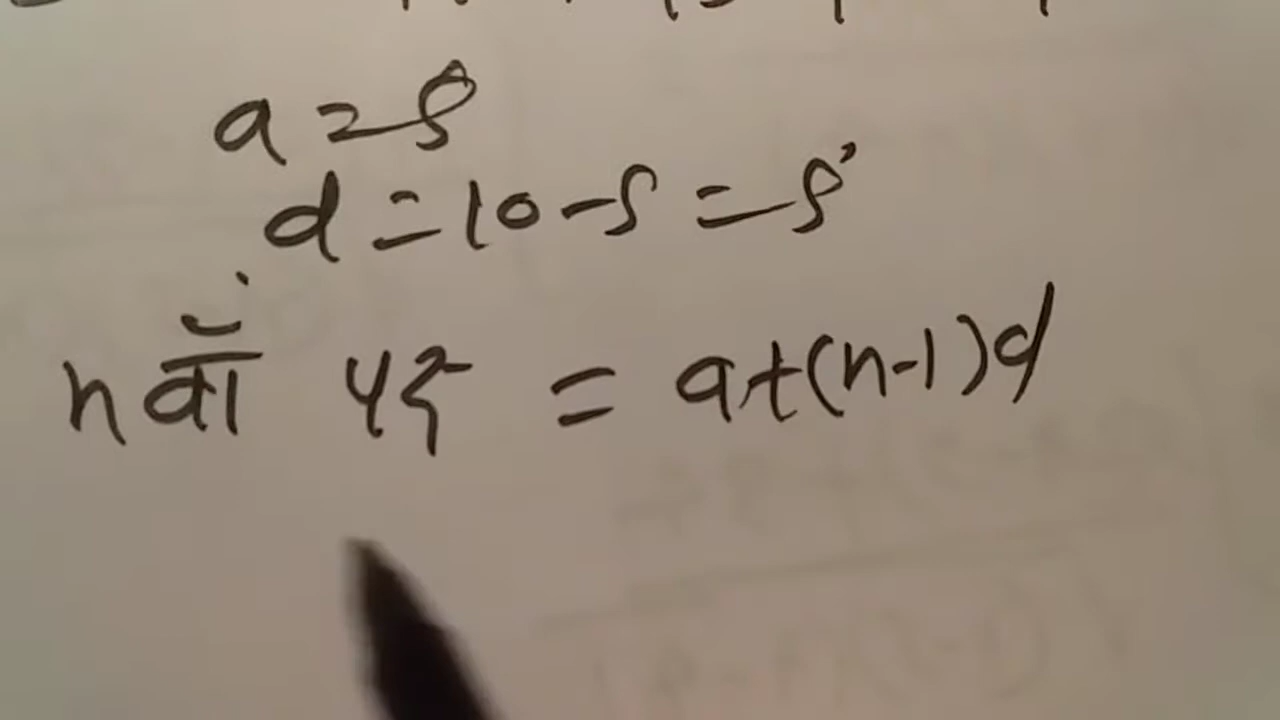 a = 5
d = 10 - 5 = 5
n वाँ पद = a+(n-1)d